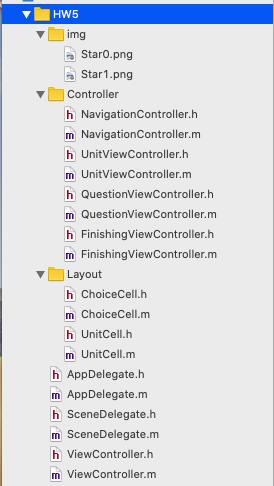 HW5
img
Star0.png
Star1.png
Controller
h NavigationController.h
m NavigationController.m
h UnitViewController.h
m UnitViewController.m
h QuestionViewController.h
m QuestionViewController.m
h FinishingViewController.h
m FinishingViewController.m
Layout
h ChoiceCell.h
m ChoiceCell.m
h UnitCell.h
m UnitCell.m
h AppDelegate.h
m AppDelegate.m
h SceneDelegate.h
m SceneDelegate.m
h ViewController.h
m ViewController.m